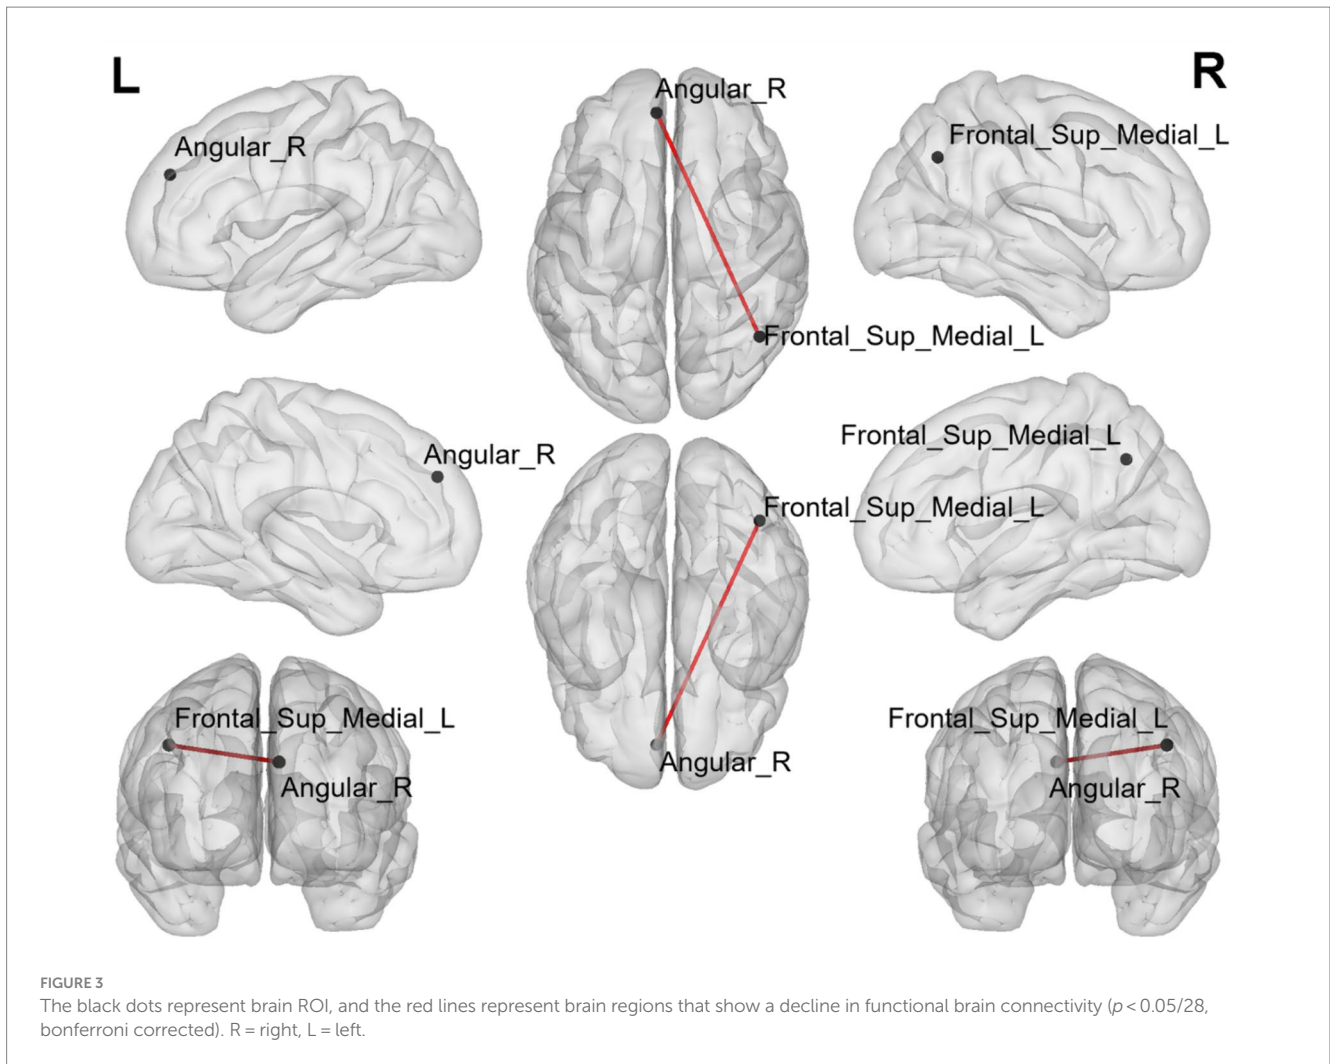 L
R
Angular_R
Angular_R
Frontal_Sup_Medial_L
Frontal_Sup_Medial_L
Angular_R
Frontal_Sup_Medial_L
Frontal_Sup_Medial_L
Frontal_Sup_Medial_L
Angular_R
Angular_R
Frontal_Sup_Medial_L
Angular_R
FIGURE 3
The black dots represent brain ROI, and the red lines represent brain regions that show a decline in functional brain connectivity (p < 0.05/28,
bonferroni corrected). R = right, L = left.